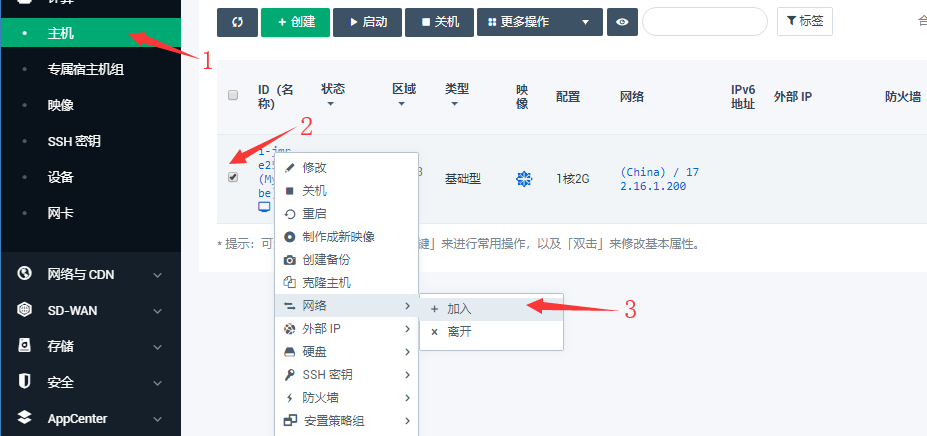 计算
主机
专属宿主机组
映像
SSH 密钥
设备
网卡
网络与 CDN
SD-WAN
存储
安全
AppCenter
+ 创建
启动
关机
更多操作
标签
ID（名
称）
状态
区域
类型
映
像
配置
网络
IPv6
地址
外部 IP
防火墙
1
2
(My
be)
3
基础型
1核2G
(China) / 17
2.16.1.200
* 提示：可
键」来进行常用操作，以及「双击」来修改基本属性。
修改
关机
重启
制作成新映像
创建备份
克隆主机
网络
外部 IP
硬盘
SSH 密钥
防火墙
安置策略组
+ 加入
× 离开
3